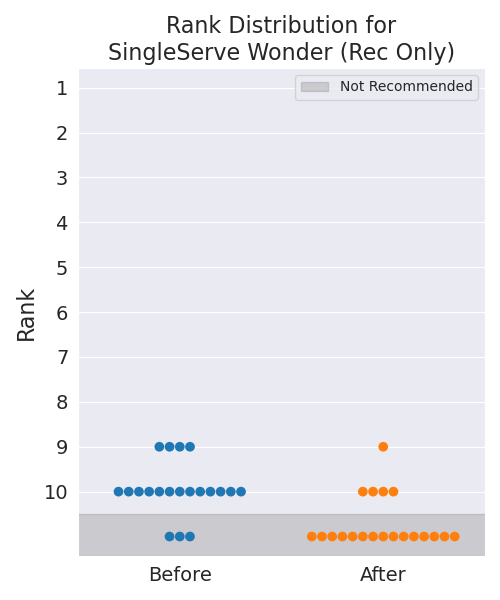 Rank Distribution for
SingleServe Wonder (Rec Only)
Not Recommended
Rank
1
2
3
4
5
6
7
8
9
10
Before
After